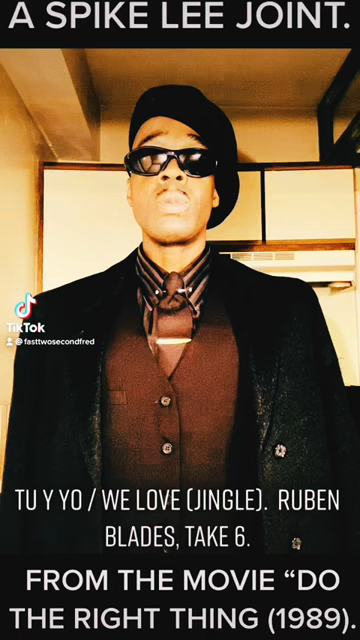 A SPIKE LEE JOINT.
TikTok
@fasttwosecondfred
TU Y YO / WE LOVE (JINGLE).  RUBEN
BLADES, TAKE 6.
FROM THE MOVIE “DO
THE RIGHT THING (1989).